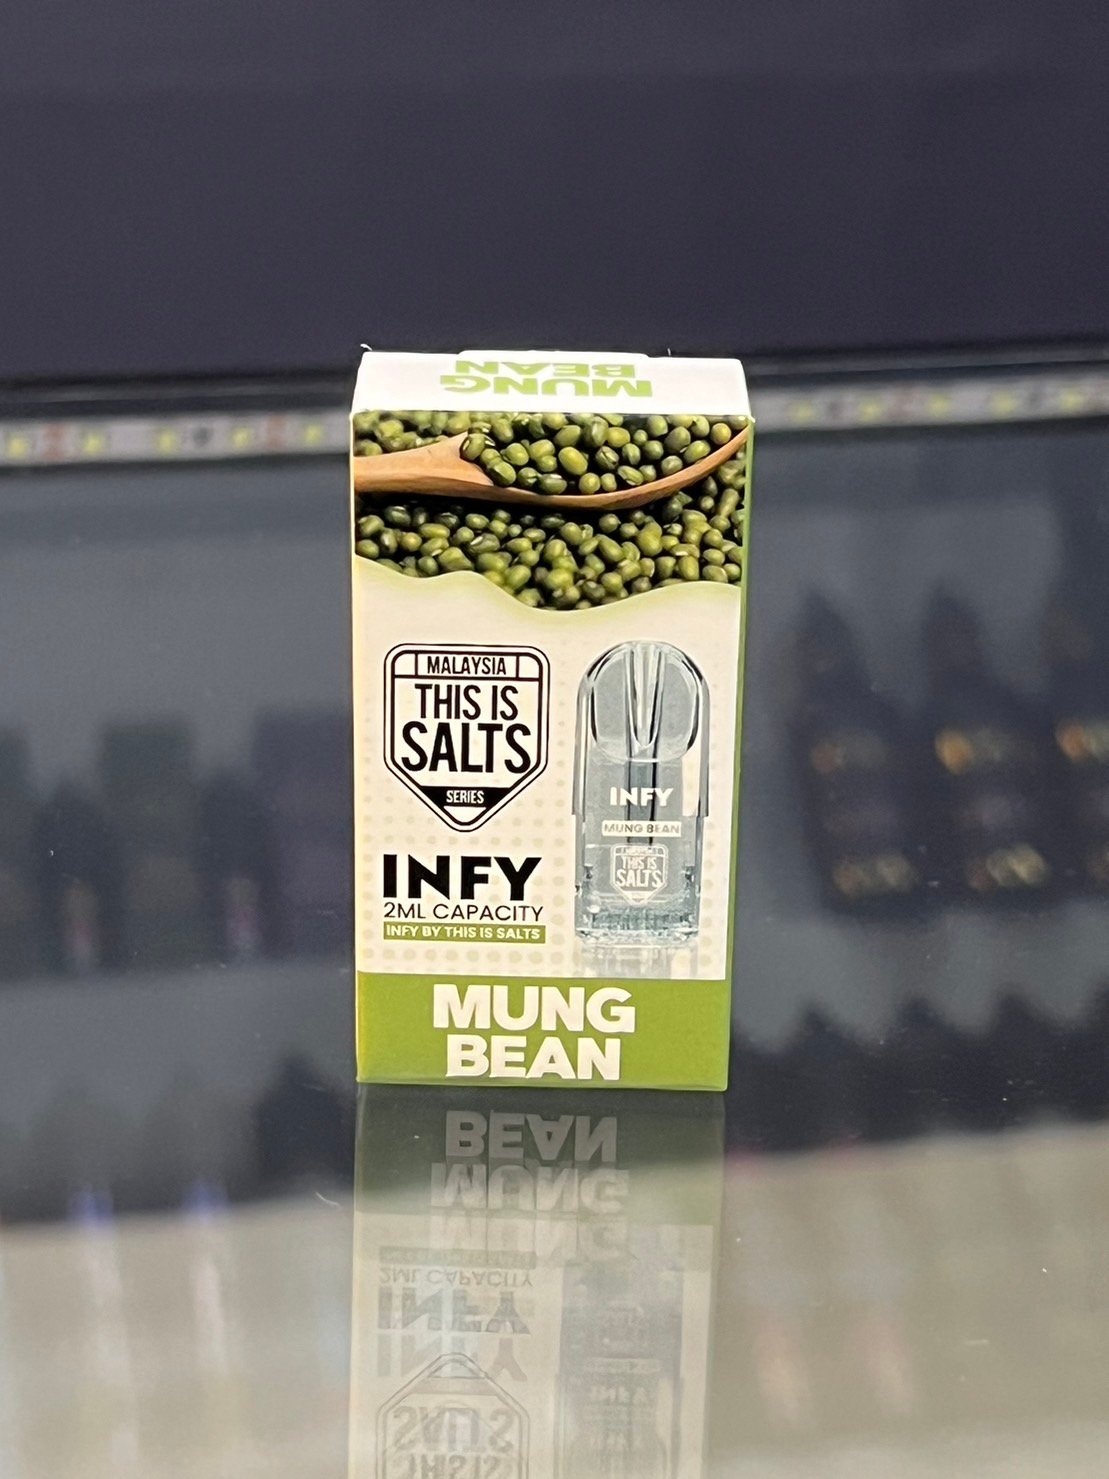 MUNG
BEAN
MALAYSIA
THIS IS
SALTS
SERIES
INFY
2ML CAPACITY
INFY BY THIS IS SALTS
INFY
MUNG BEAN
THIS IS
SALTS
MUNG
BEAN